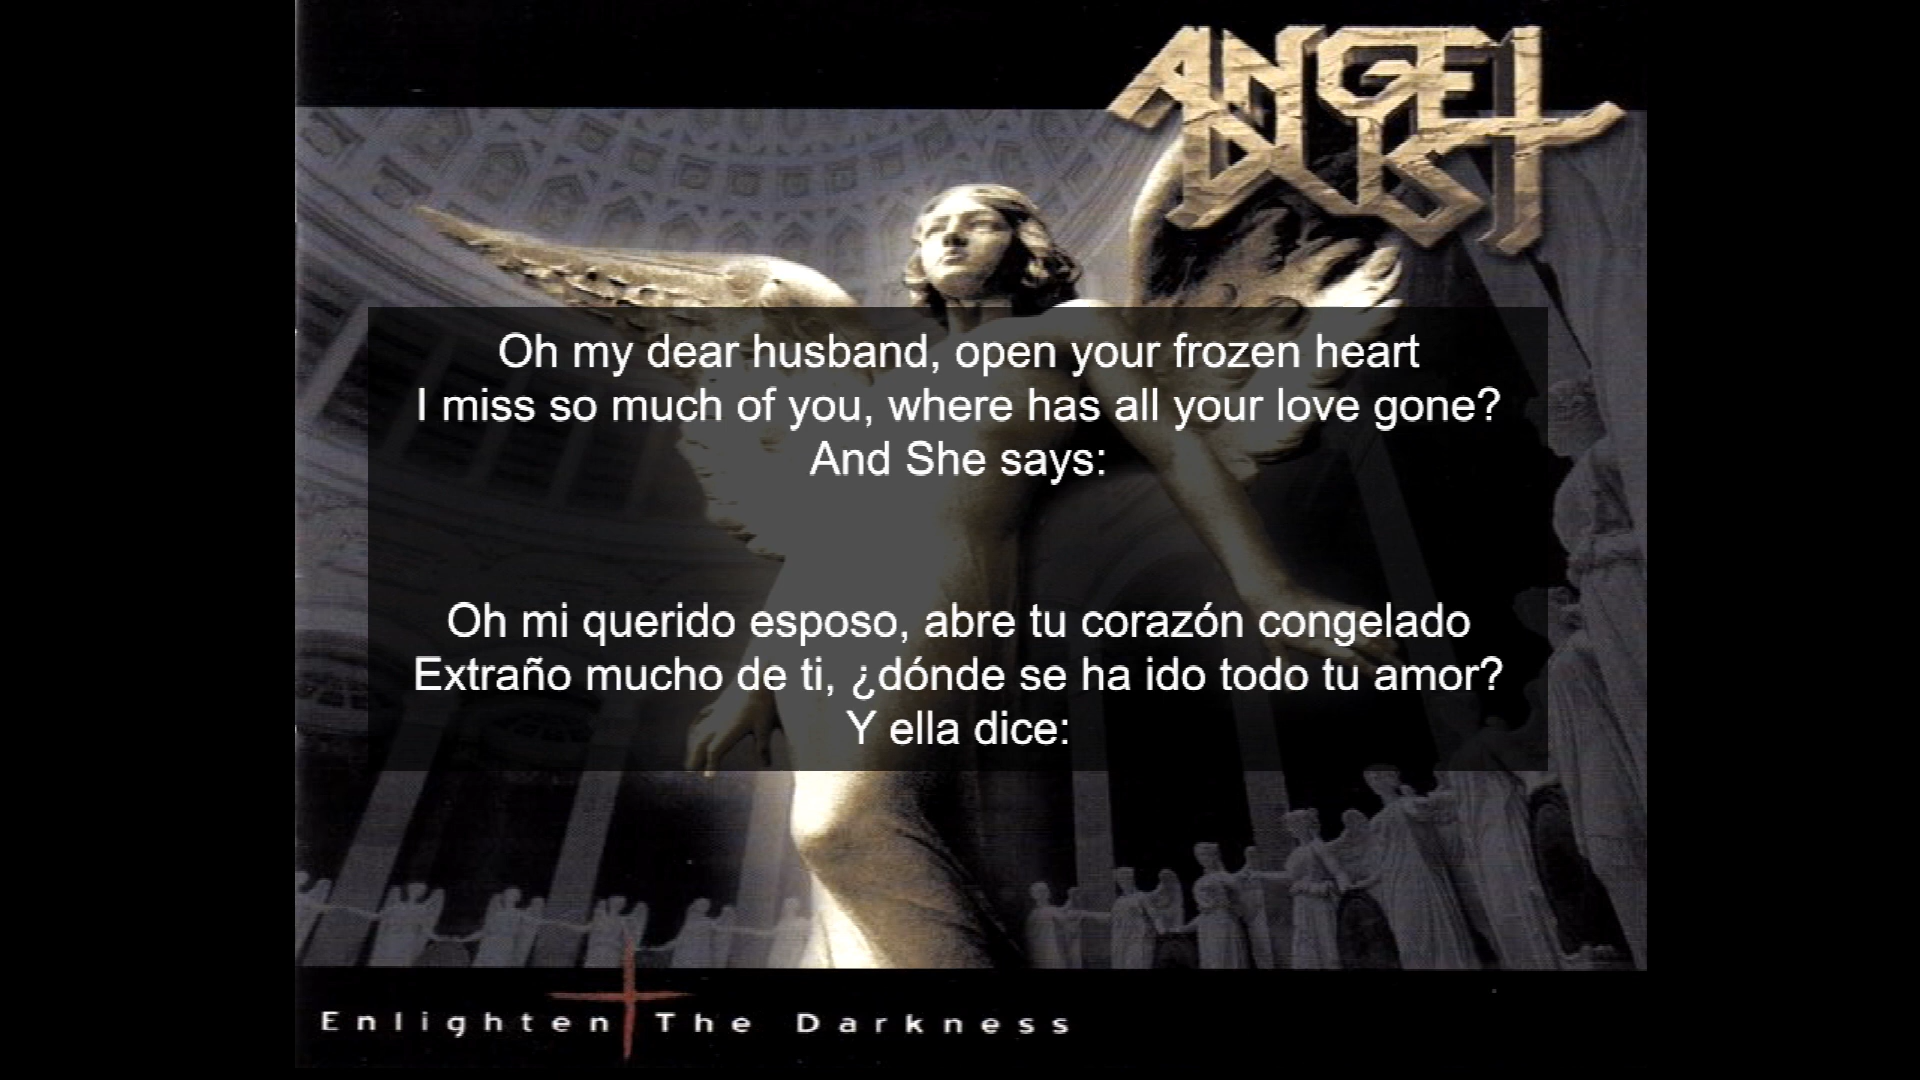 ANGEL
DUST
Oh my dear husband, open your frozen heart
I miss so much of you, where has all your love gone?
And She says:
Oh mi querido esposo, abre tu corazón congelado
Extraño mucho de ti, ¿dónde se ha ido todo tu amor?
Y ella dice:
Enlighten The Darkness